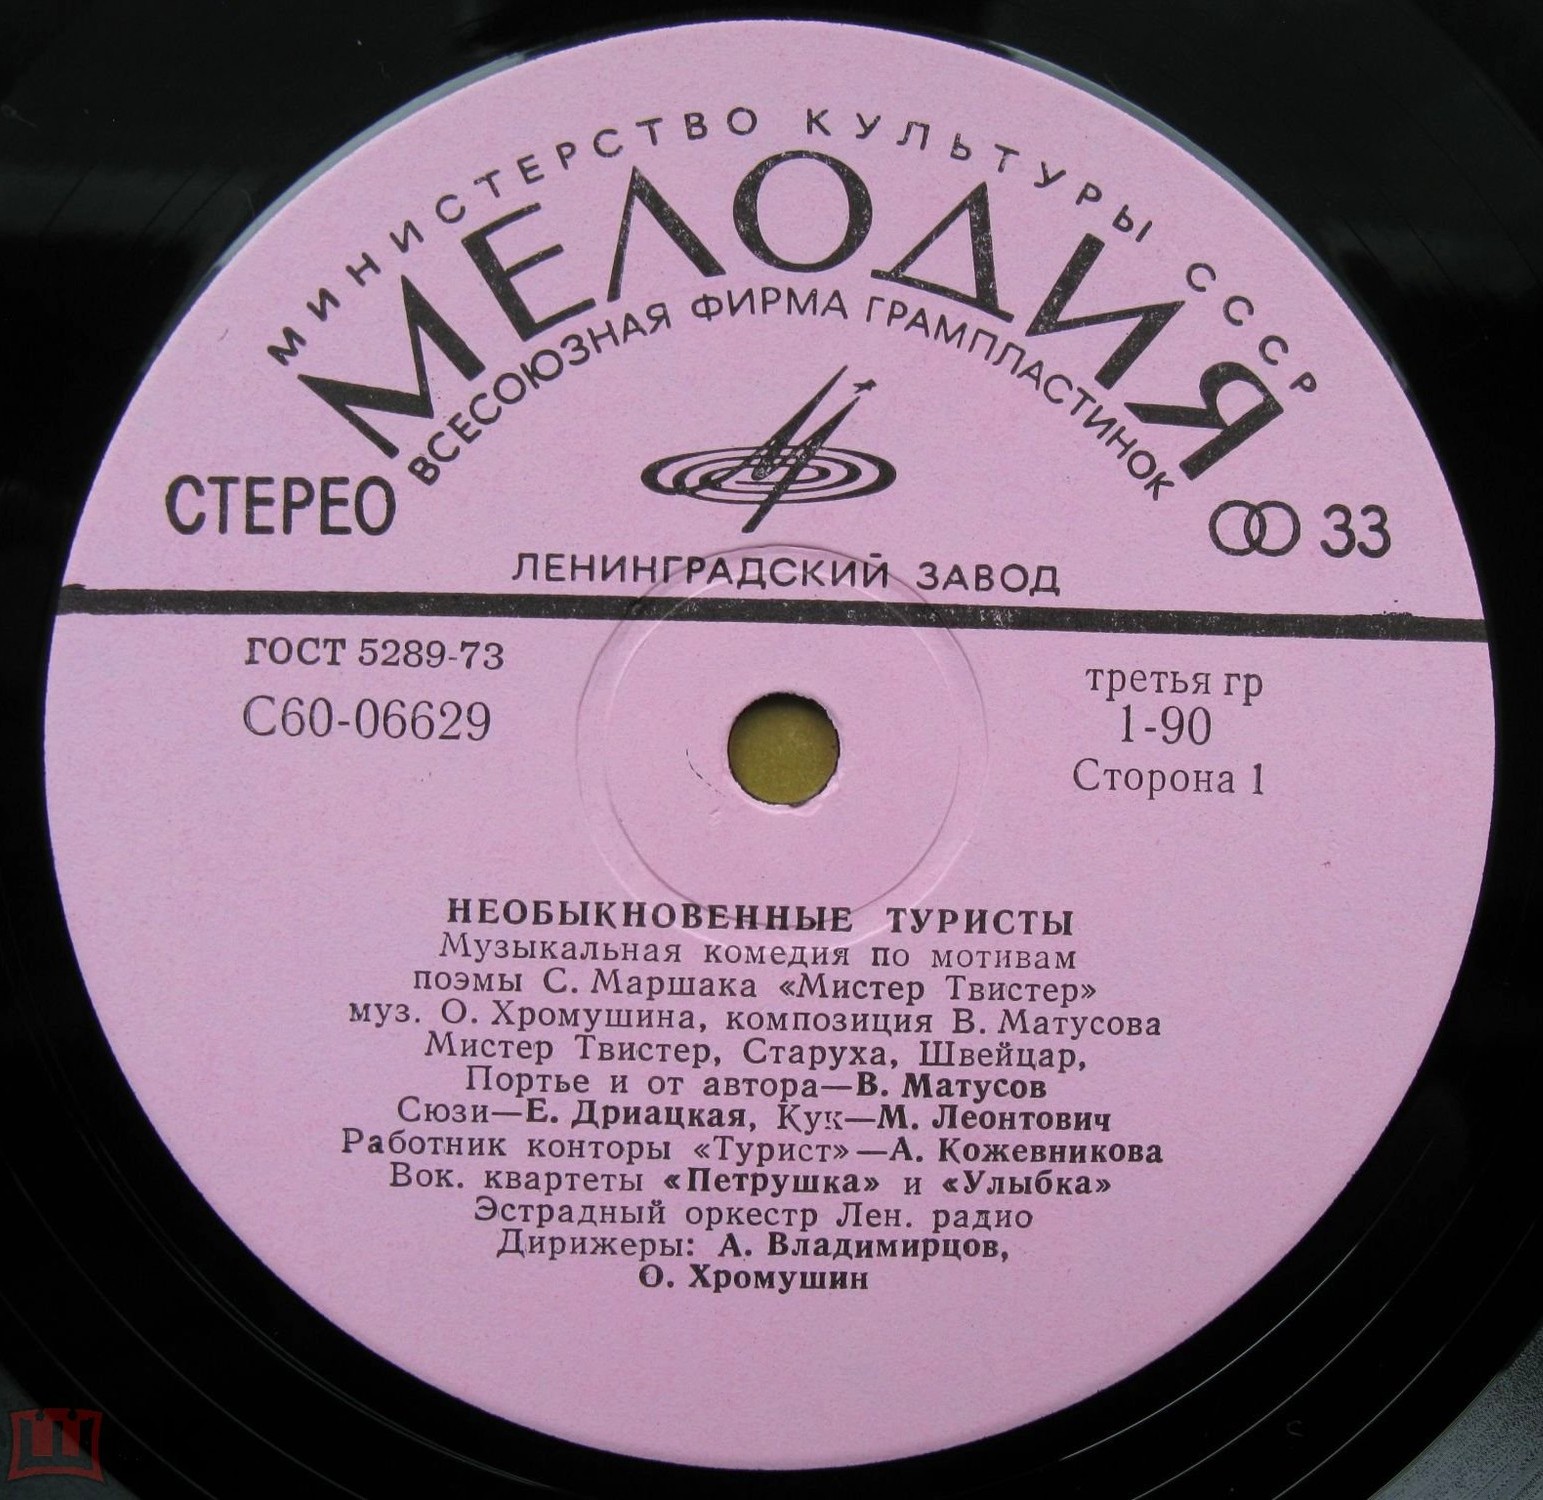 МИНИСТЕРСТВО КУЛЬТУРЫ СССР
МЕЛОДИЯ
ВСЕСОЮЗНАЯ ФИРМА ГРАМПЛАСТИНОК
СТЕРЕО
33
ЛЕНИНГРАДСКИЙ ЗАВОД
ГОСТ 5289-73
С60-06629
третья гр
1-90
Сторона 1
НЕОБЫКНОВЕННЫЕ ТУРИСТЫ
Музыкальная комедия по мотивам
поэмы С. Маршака «Мистер Твистер»
муз. О. Хромушина, композиция В. Матусова
Мистер Твистер, Старуха, Швейцар,
Портье и от автора—В. Матусов
Сюзи—Е. Дриацкая, Кук—М. Леонтович
Работник конторы «Турист»—А. Кожевникова
Вок. квартеты «Петрушка» и «Улыбка»
Эстрадный оркестр Лен. радио
Дирижеры: А. Владимирцов,
О. Хромушин